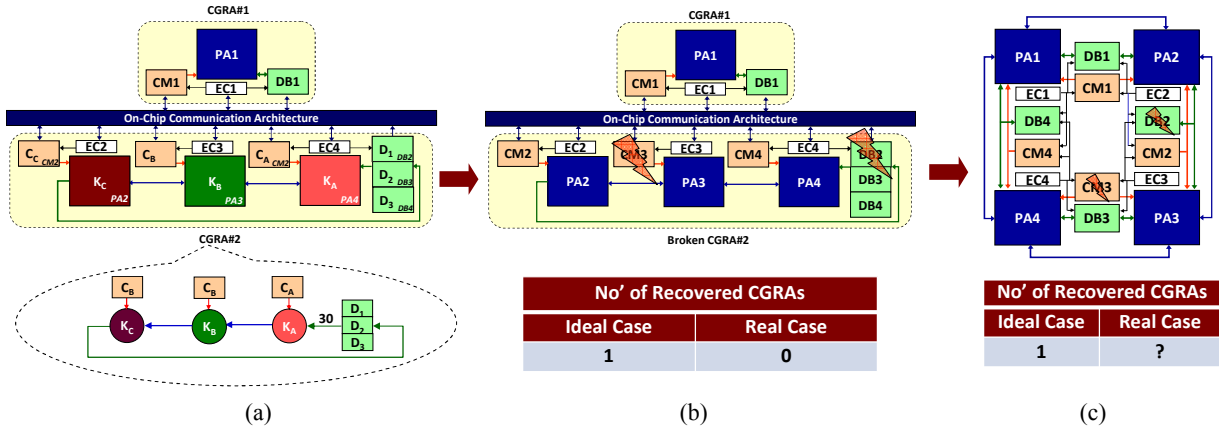 CGRA#1
PA1
CM1
DB1
EC1
On-Chip Communication Architecture
CC CM2
EC2
CB
EC3
CA CM2
EC4
D1 DB2
D2 DB3
D3 DB4
KC PA2
KB PA3
KA PA4
CGRA#2
CB
CB
CA
KC
KB
KA
30
D1
D2
D3
(a)
CGRA#1
PA1
CM1
DB1
EC1
On-Chip Communication Architecture
CM2
EC2
CM3
EC3
CM4
EC4
DB2
DB3
DB4
PA2
PA3
PA4
Broken CGRA#2
No' of Recovered CGRAs
Ideal Case Real Case
1 0
(b)
PA1
DB1
PA2
CM1
EC1
EC2
DB4
DB2
CM4
CM2
EC4
EC3
CM3
PA4
DB3
PA3
No' of Recovered CGRAs
Ideal Case Real Case
1 ?
(c)